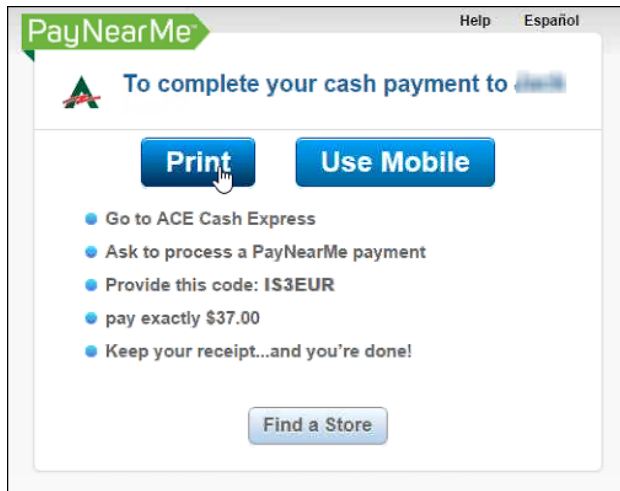 PayNearMe™
Help Español
To complete your cash payment to
Print Use Mobile
Go to ACE Cash Express
Ask to process a PayNearMe payment
Provide this code: IS3EUR
pay exactly $37.00
Keep your receipt...and you're done!
Find a Store